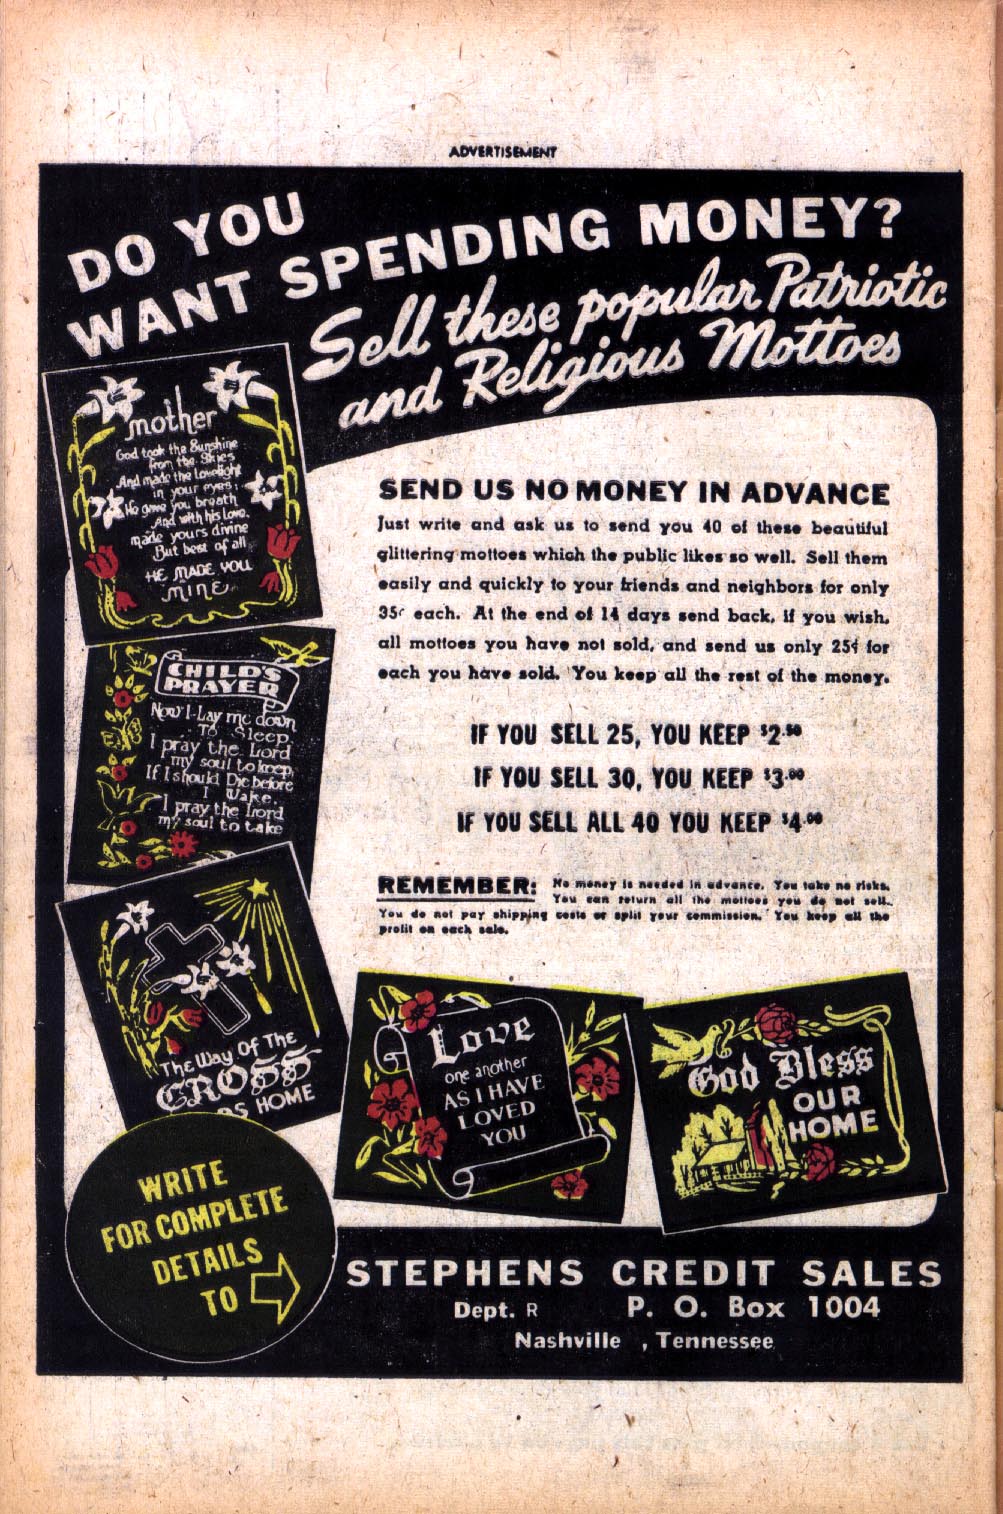 ADVERTISEMENT
DO YOU
WANT SPENDING MONEY?
Sell these popular Patriotic
and Religious Mottoes
mother
God took the Sunshine
from the Skies
And made the lovelight
in your eyes;
He gave you breath
And with his love,
made yours divine
But best of all
HE MADE YOU
MINE
CHILD'S
PRAYER
Now I Lay me down
To Sleep
I pray the Lord
my soul to keep,
If I should Die before
I Wake,
I pray the Lord
my soul to take
The Way Of The
CROSS
DS HOME
SEND US NO MONEY IN ADVANCE
Just write and ask us to send you 40 of these beautiful
glittering mottoes which the public likes so well. Sell them
easily and quickly to your friends and neighbors for only
35¢ each. At the end of 14 days send back, if you wish,
all mottoes you have not sold, and send us only 25¢ for
each you have sold. You keep all the rest of the money.
IF YOU SELL 25, YOU KEEP $2.50
IF YOU SELL 30, YOU KEEP $3.00
IF YOU SELL ALL 40 YOU KEEP $4.00
REMEMBER: No money is needed in advance. You take no risks.
You can return all the mottoes you do not sell.
You do not pay shipping costs or split your commission. You keep all the
profit on each sale.
Love
one another
AS I HAVE
LOVED
YOU
God Bless
OUR
HOME
WRITE
FOR COMPLETE
DETAILS
TO
STEPHENS CREDIT SALES
Dept. R P. O. Box 1004
Nashville , Tennessee